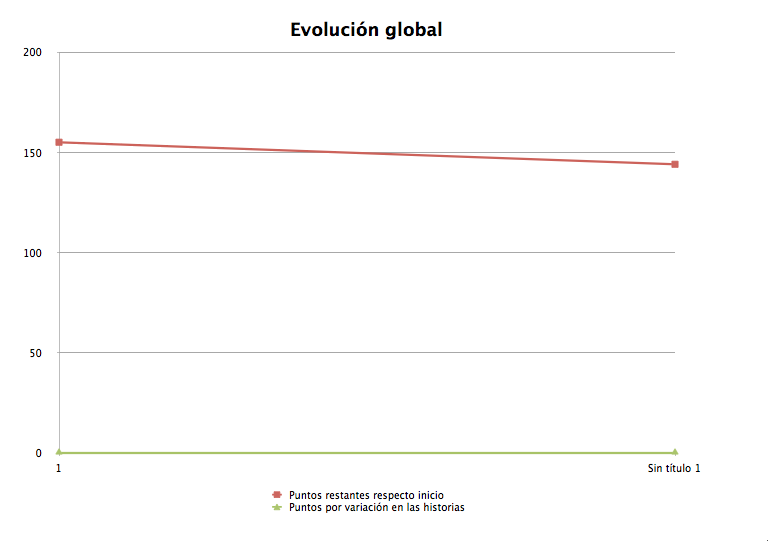 Evolución global
200
150
100
50
0
1 Sin título 1
Puntos restantes respecto inicio
Puntos por variación en las historias